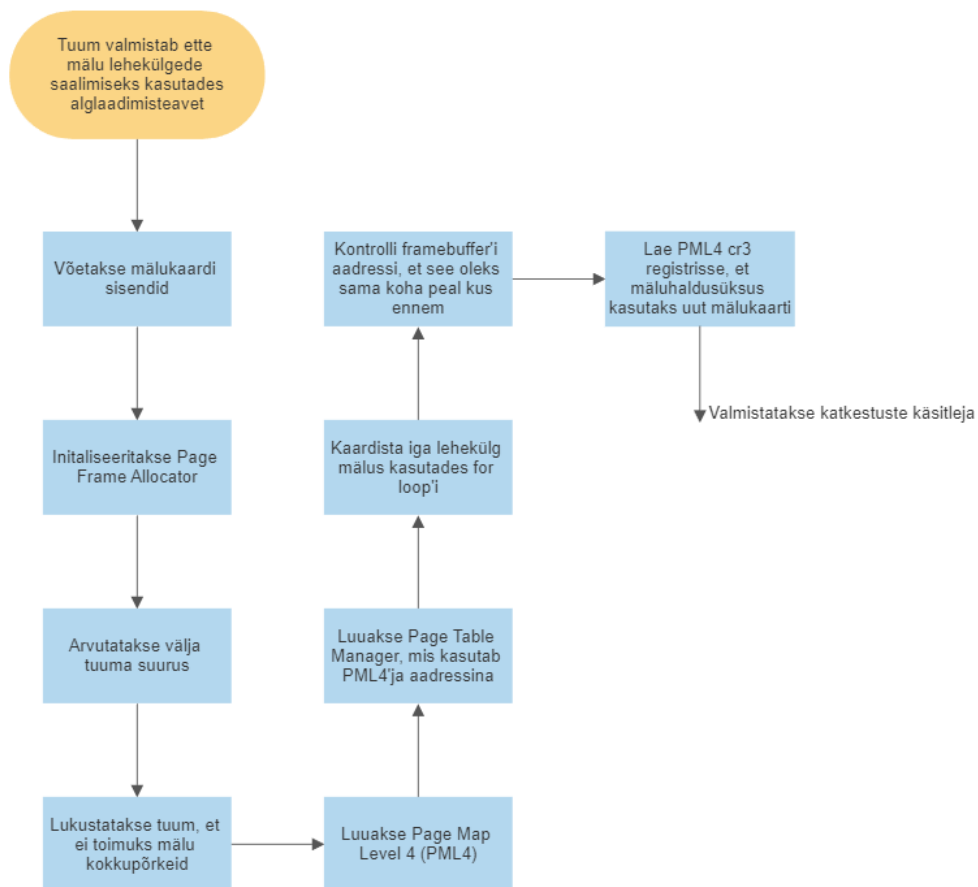 Tuum valmistab ette
mälu lehekülgede
saalimiseks kasutades
alglaadimisteavet
Võetakse mälukaardi
sisendid
Initaliseeritakse Page
Frame Allocator
Arvutatakse välja
tuuma suurus
Lukustatakse tuum, et
ei toimuks mälu
kokkupõrkeid
Luuakse Page Map
Level 4 (PML4)
Luuakse Page Table
Manager, mis kasutab
PML4'ja aadressina
Kaardista iga lehekülg
mälus kasutades for
loop'i
Kontrolli framebuffer'i
aadressi, et see oleks
sama koha peal kus
ennem
Lae PML4 cr3
registrisse, et
mäluhaldusüksus
kasutaks uut mälukaarti
Valmistatakse katkestuste käsitleja